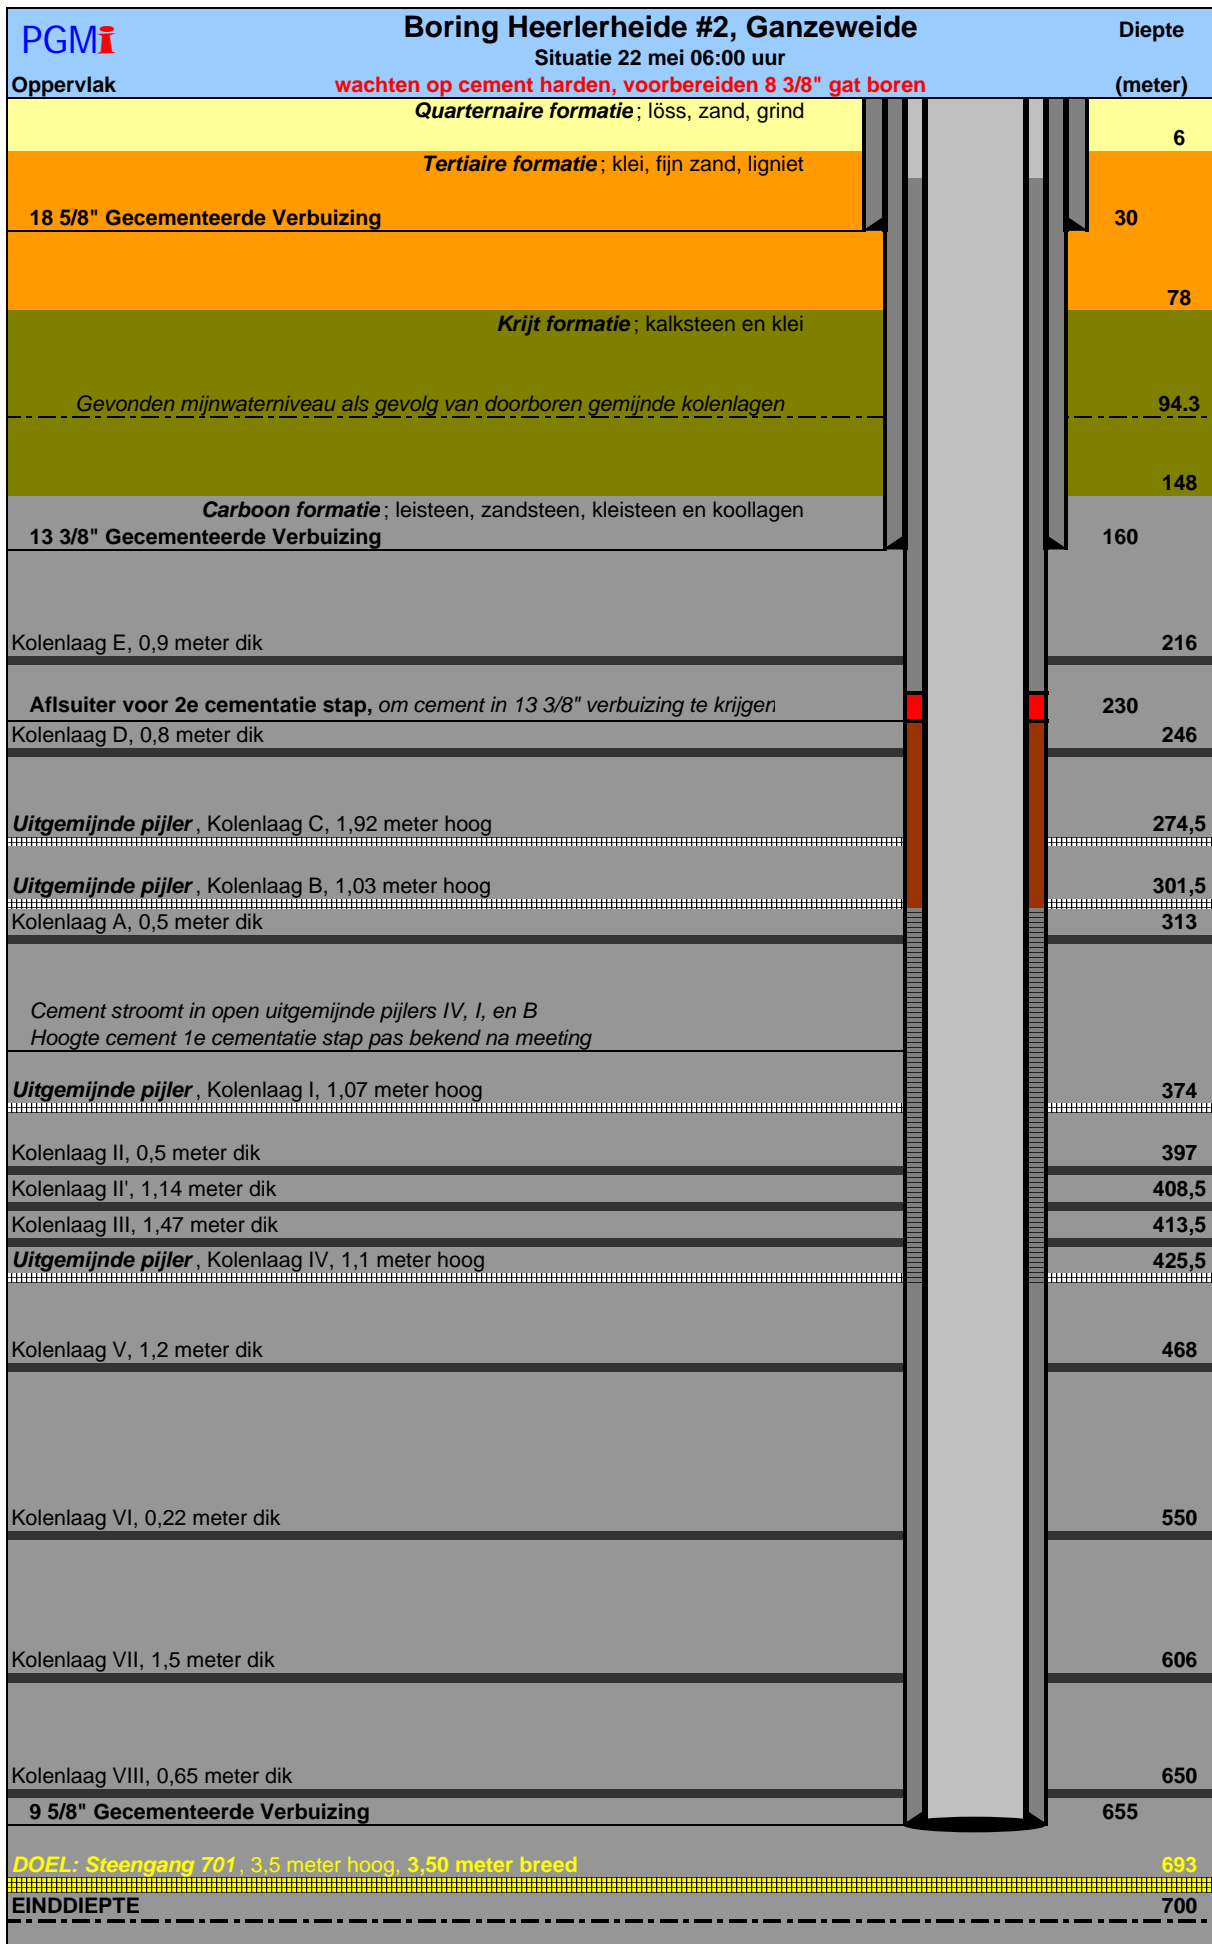 PGMi
Boring Heerlerheide #2, Ganzeweide
Diepte
Situatie 22 mei 06:00 uur
Oppervlak
wachten op cement harden, voorbereiden 8 3/8" gat boren
(meter)
Quarternaire formatie; löss, zand, grind
6
Tertiaire formatie; klei, fijn zand, ligniet
18 5/8" Gecementeerde Verbuizing 30
78
Krijt formatie; kalksteen en klei
Gevonden mijnwaterniveau als gevolg van doorboren gemijnde kolenlagen 94.3
148
Carboon formatie; leisteen, zandsteen, kleisteen en koollagen
13 3/8" Gecementeerde Verbuizing 160
Kolenlaag E, 0,9 meter dik 216
Aflsuiter voor 2e cementatie stap, om cement in 13 3/8" verbuizing te krijgen 230
Kolenlaag D, 0,8 meter dik 246
Uitgemijnde pijler, Kolenlaag C, 1,92 meter hoog 274,5
Uitgemijnde pijler, Kolenlaag B, 1,03 meter hoog 301,5
Kolenlaag A, 0,5 meter dik 313
Cement stroomt in open uitgemijnde pijlers IV, I, en B
Hoogte cement 1e cementatie stap pas bekend na meeting
Uitgemijnde pijler, Kolenlaag I, 1,07 meter hoog 374
Kolenlaag II, 0,5 meter dik 397
Kolenlaag II', 1,14 meter dik 408,5
Kolenlaag III, 1,47 meter dik 413,5
Uitgemijnde pijler, Kolenlaag IV, 1,1 meter hoog 425,5
Kolenlaag V, 1,2 meter dik 468
Kolenlaag VI, 0,22 meter dik 550
Kolenlaag VII, 1,5 meter dik 606
Kolenlaag VIII, 0,65 meter dik 650
9 5/8" Gecementeerde Verbuizing 655
DOEL: Steengang 701, 3,5 meter hoog, 3,50 meter breed 693
EINDDIEPTE 700